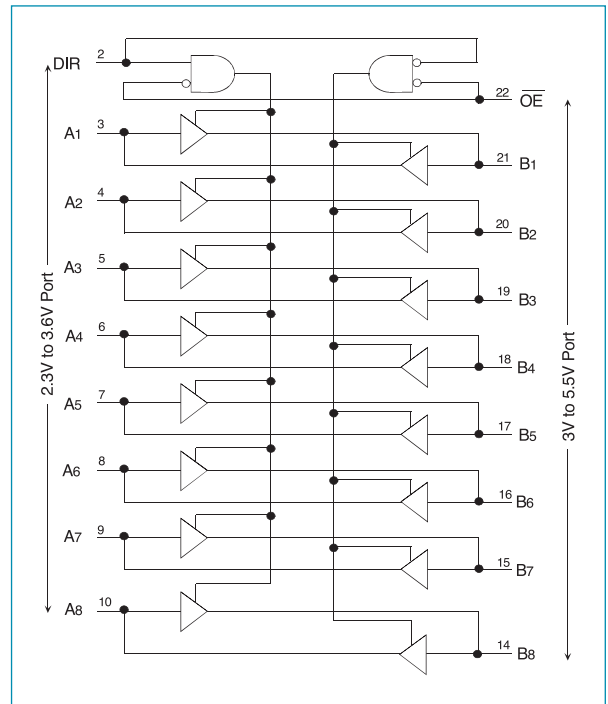 DIR 2
22 OE
A1 3
21 B1
A2 4
20 B2
A3 5
19 B3
A4 6
18 B4
A5 7
17 B5
A6 8
16 B6
A7 9
15 B7
A8 10
14 B8
2.3V to 3.6V Port
3V to 5.5V Port